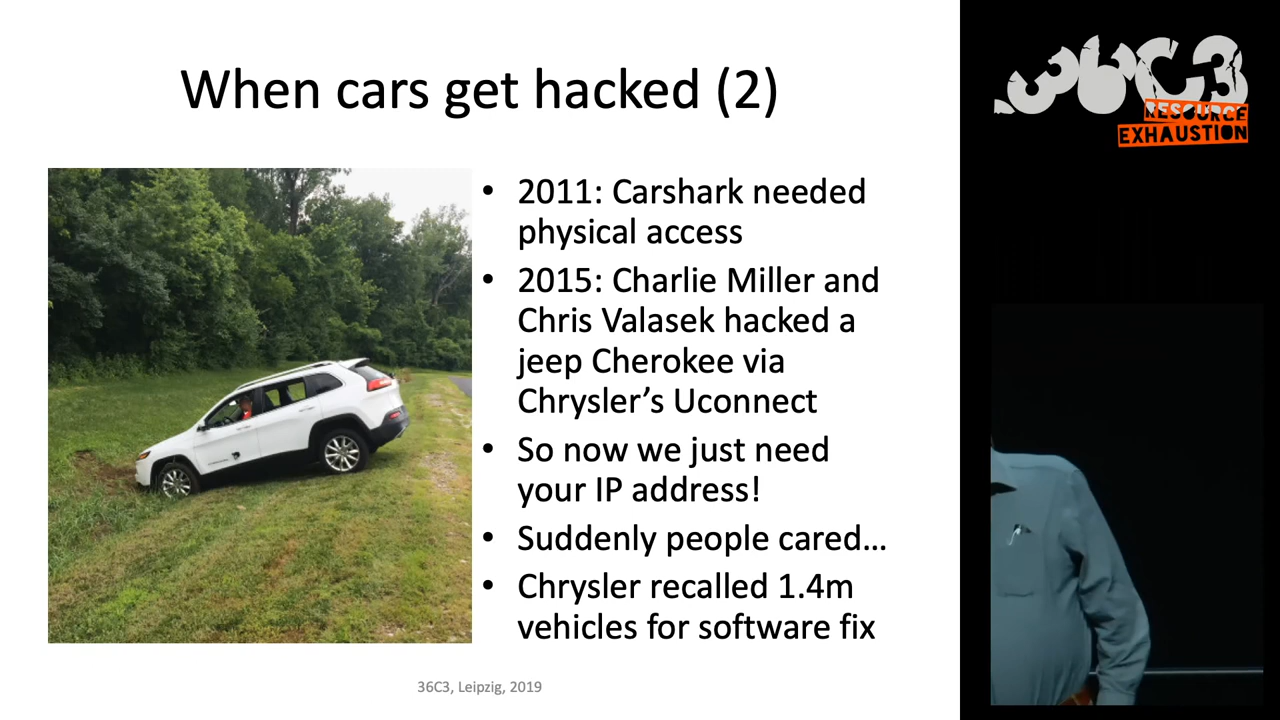 When cars get hacked (2)
• 2011: Carshark needed
physical access
• 2015: Charlie Miller and
Chris Valasek hacked a
jeep Cherokee via
Chrysler’s Uconnect
• So now we just need
your IP address!
• Suddenly people cared…
• Chrysler recalled 1.4m
vehicles for software fix
36C3, Leipzig, 2019
36C3
RESOURCE
EXHAUSTION